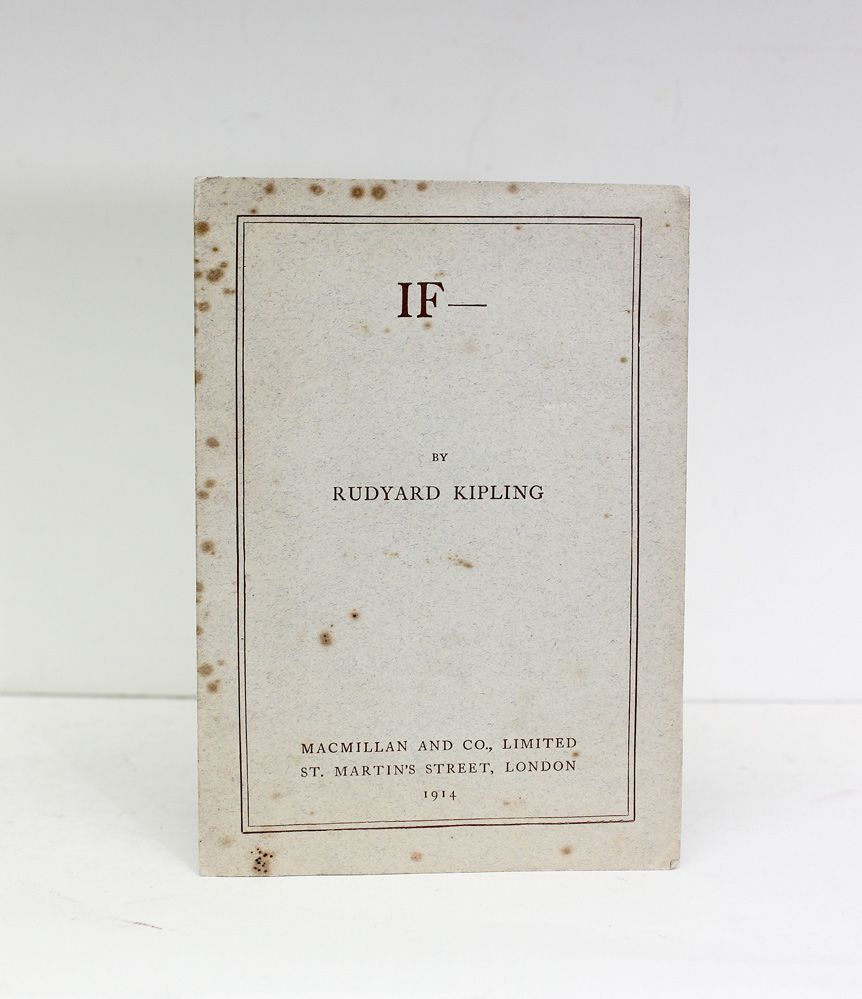 IF—
BY
RUDYARD KIPLING
MACMILLAN AND CO., LIMITED
ST. MARTIN'S STREET, LONDON
1914